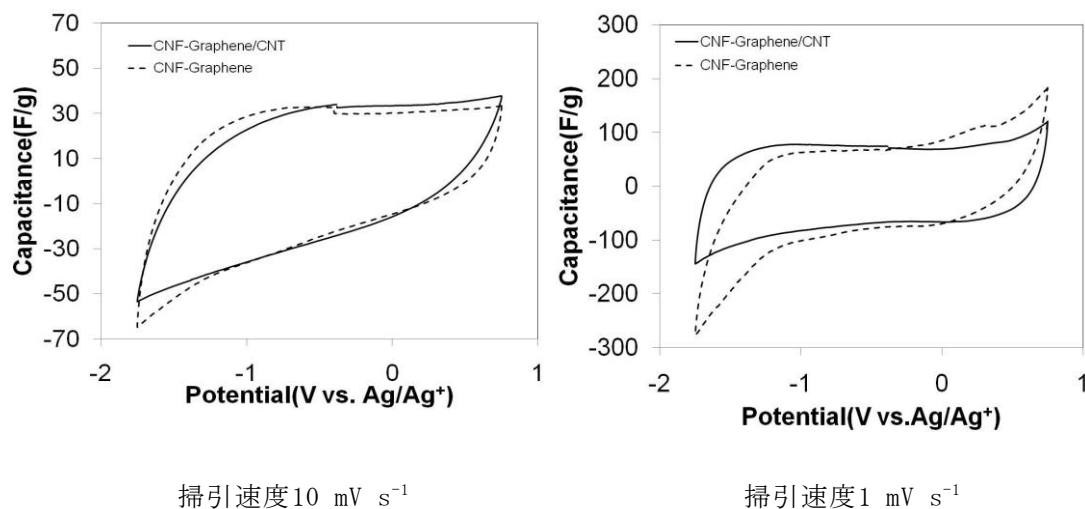 70
50
30
10
-10
-30
-50
-70
Capacitance(F/g)
CNF-Graphene/CNT
CNF-Graphene
-2
-1
0
1
Potential(V vs. Ag/Ag⁺)
掃引速度10 mV s⁻¹
300
200
100
0
-100
-200
-300
Capacitance(F/g)
CNF-Graphene/CNT
CNF-Graphene
-2
-1
0
1
Potential(V vs.Ag/Ag⁺)
掃引速度1 mV s⁻¹